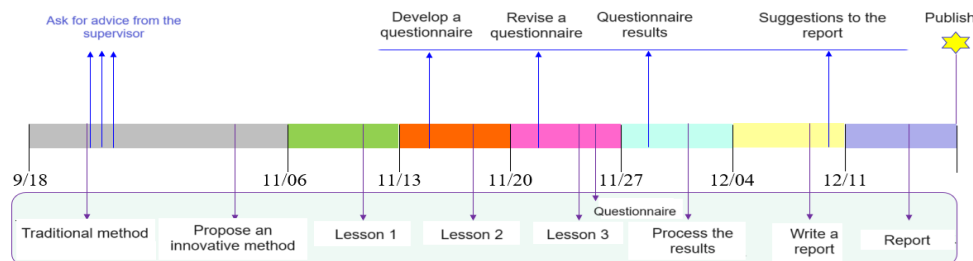 Ask for advice from the
supervisor
Develop a
questionnaire
Revise a
questionnaire
Questionnaire
results
Suggestions to the
report
Publish
9/18
11/06
11/13
11/20
11/27
12/04
12/11
Traditional method
Propose an
innovative method
Lesson 1
Lesson 2
Lesson 3
Questionnaire
Process the
results
Write a
report
Report